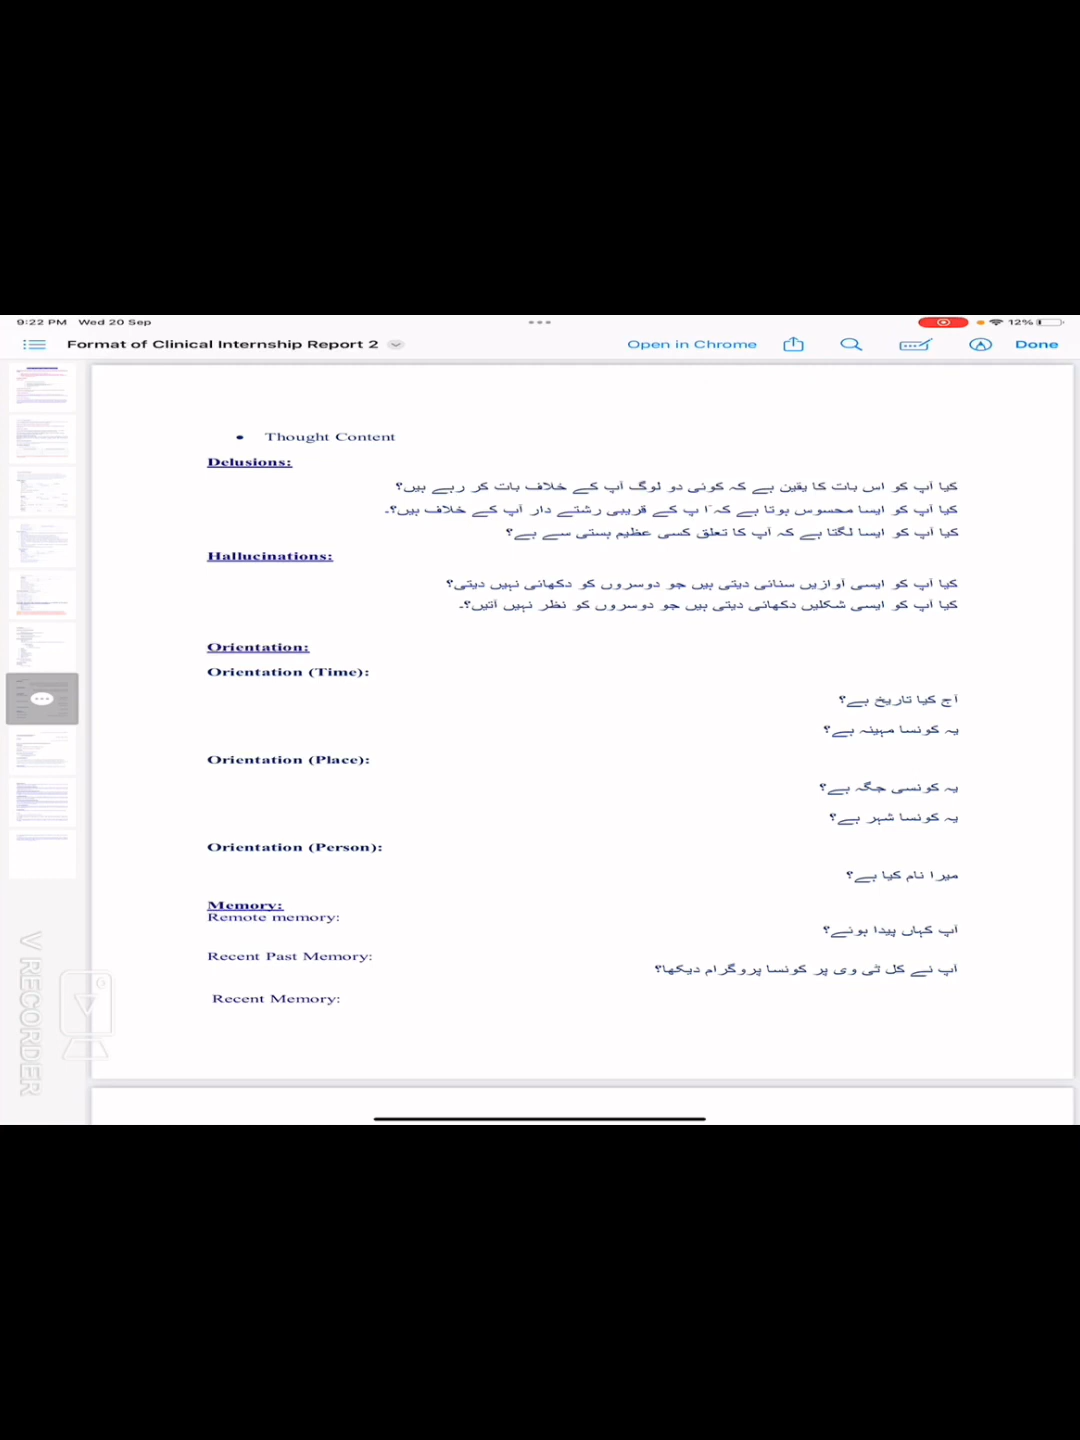 9:22 PM Wed 20 Sep
12%
Format of Clinical Internship Report 2
Open in Chrome
Done
• Thought Content
Delusions:
کیا آپ کو اس بات کا یقین ہے کہ کوئی دو لوگ آپ کے خلاف بات کر رہے ہیں؟
کیا آپ کو ایسا محسوس ہوتا ہے کہ َا پ کے قریبی رشتے دار آپ کے خلاف ہیں؟۔
کیا آپ کو ایسا لگتا ہے کہ آپ کا تعلق کسی عظیم ہستی سے ہے؟
Hallucinations:
کیا آپ کو ایسی آوازیں سنائی دیتی ہیں جو دوسروں کو دکھائی نہیں دیتی؟
کیا آپ کو ایسی شکلیں دکھائی دیتی ہیں جو دوسروں کو نظر نہیں آتیں؟۔
Orientation:
Orientation (Time):
آج کیا تاریخ ہے؟
یہ کونسا مہینہ ہے؟
Orientation (Place):
یہ کونسی جگہ ہے؟
یہ کونسا شہر ہے؟
Orientation (Person):
میرا نام کیا ہے؟
Memory:
Remote memory:
آپ کہاں پیدا ہوئے؟
Recent Past Memory:
آپ نے کل ٹی وی پر کونسا پروگرام دیکھا؟
Recent Memory:
V RECORDER